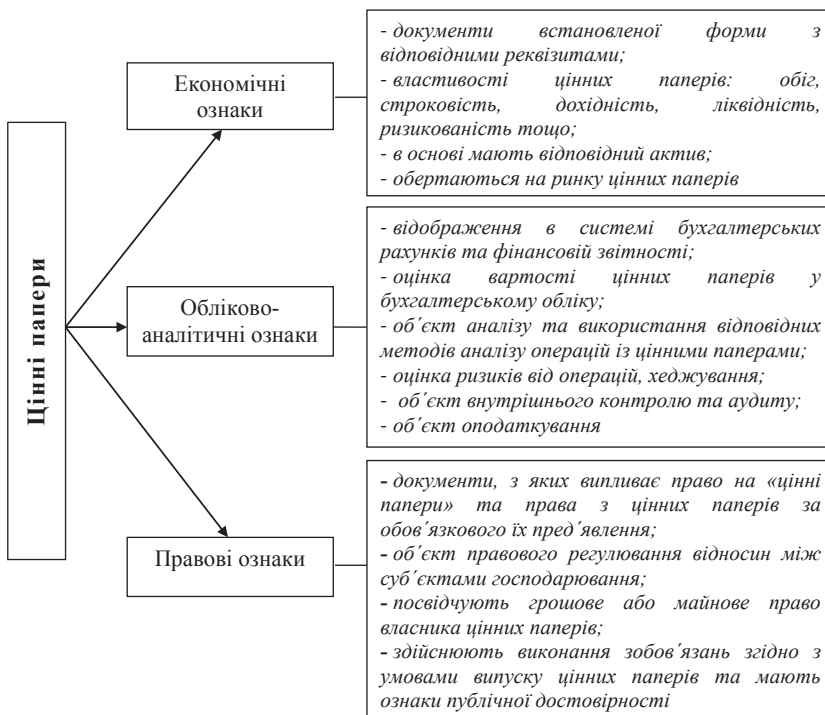 Цінні папери
Економічні
ознаки
- документи встановленої форми з
відповідними реквізитами;
- властивості цінних паперів: обіг,
строковість, дохідність, ліквідність,
ризикованість тощо;
- в основі мають відповідний актив;
- обертаються на ринку цінних паперів
Обліково-
аналітичні ознаки
- відображення в системі бухгалтерських
рахунків та фінансовій звітності;
- оцінка вартості цінних паперів у
бухгалтерському обліку;
- об´єкт аналізу та використання відповідних
методів аналізу операцій із цінними паперами;
- оцінка ризиків від операцій, хеджування;
- об´єкт внутрішнього контролю та аудиту;
- об´єкт оподаткування
Правові ознаки
- документи, з яких випливає право на «цінні
папери» та права з цінних паперів за
обов´язкового їх пред´явлення;
- об´єкт правового регулювання відносин між
суб´єктами господарювання;
- посвідчують грошове або майнове право
власника цінних паперів;
- здійснюють виконання зобов´язань згідно з
умовами випуску цінних паперів та мають
ознаки публічної достовірності